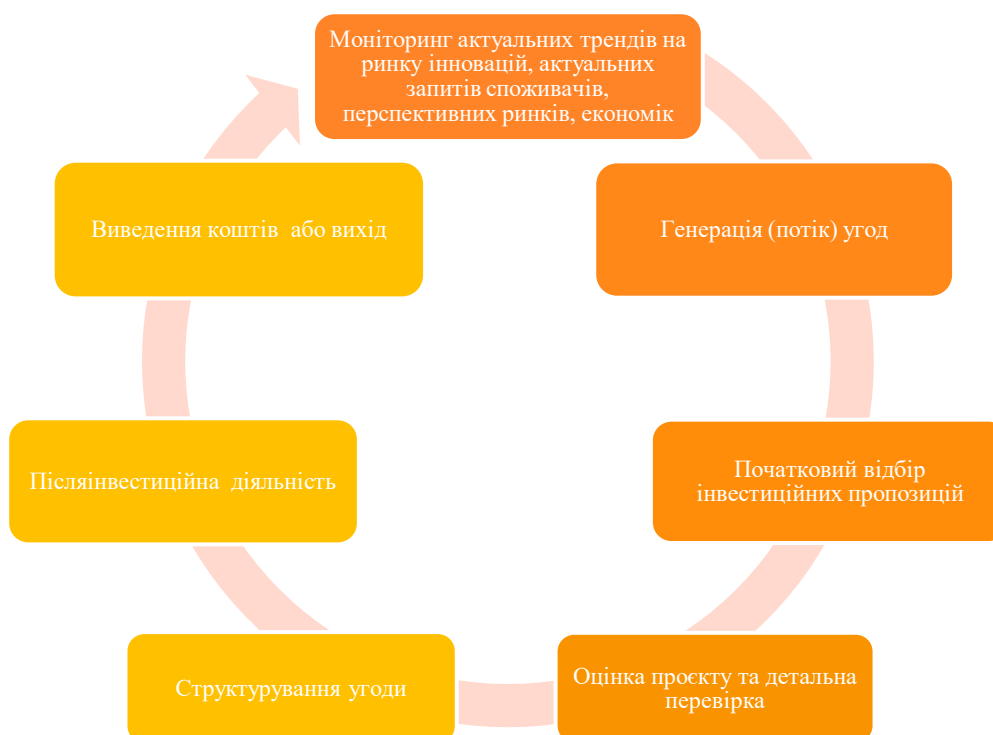 Моніторинг актуальних трендів на
ринку інновацій, актуальних
запитів споживачів,
перспективних ринків, економік
Генерація (потік) угод
Початковий відбір
інвестиційних пропозицій
Оцінка проєкту та детальна
перевірка
Структурування угоди
Післяінвестиційна діяльність
Виведення коштів або вихід